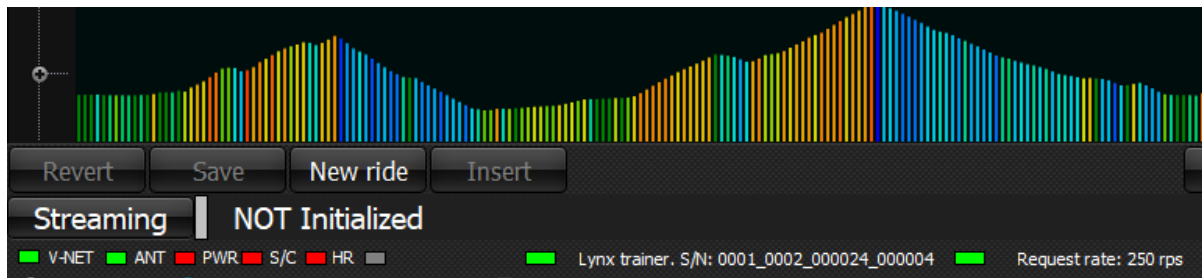 Revert Save New ride Insert
Streaming NOT Initialized
V-NET ANT PWR S/C HR Lynx trainer. S/N: 0001_0002_000024_000004 Request rate: 250 rps